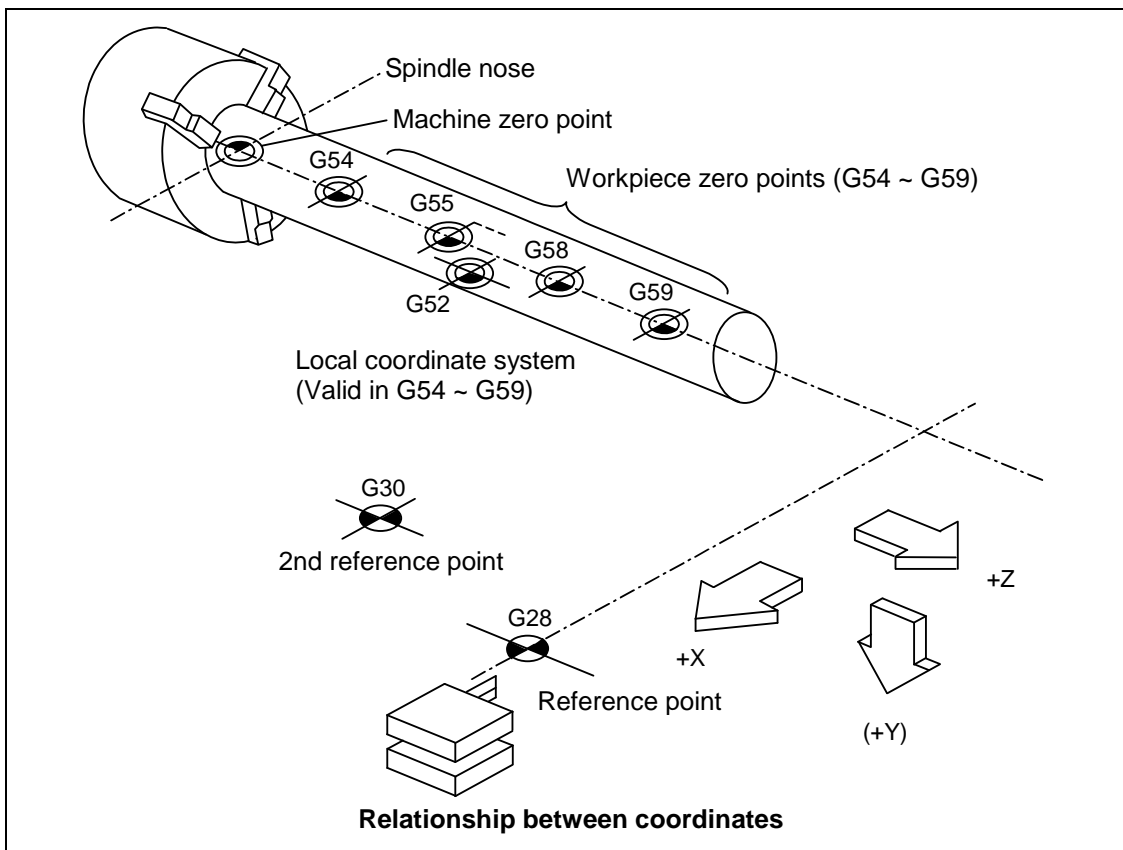 Spindle nose
Machine zero point
G54
Workpiece zero points (G54 ~ G59)
G55
G58
G52
G59
Local coordinate system
(Valid in G54 ~ G59)
G30
2nd reference point
+Z
G28
+X
Reference point
(+Y)
Relationship between coordinates